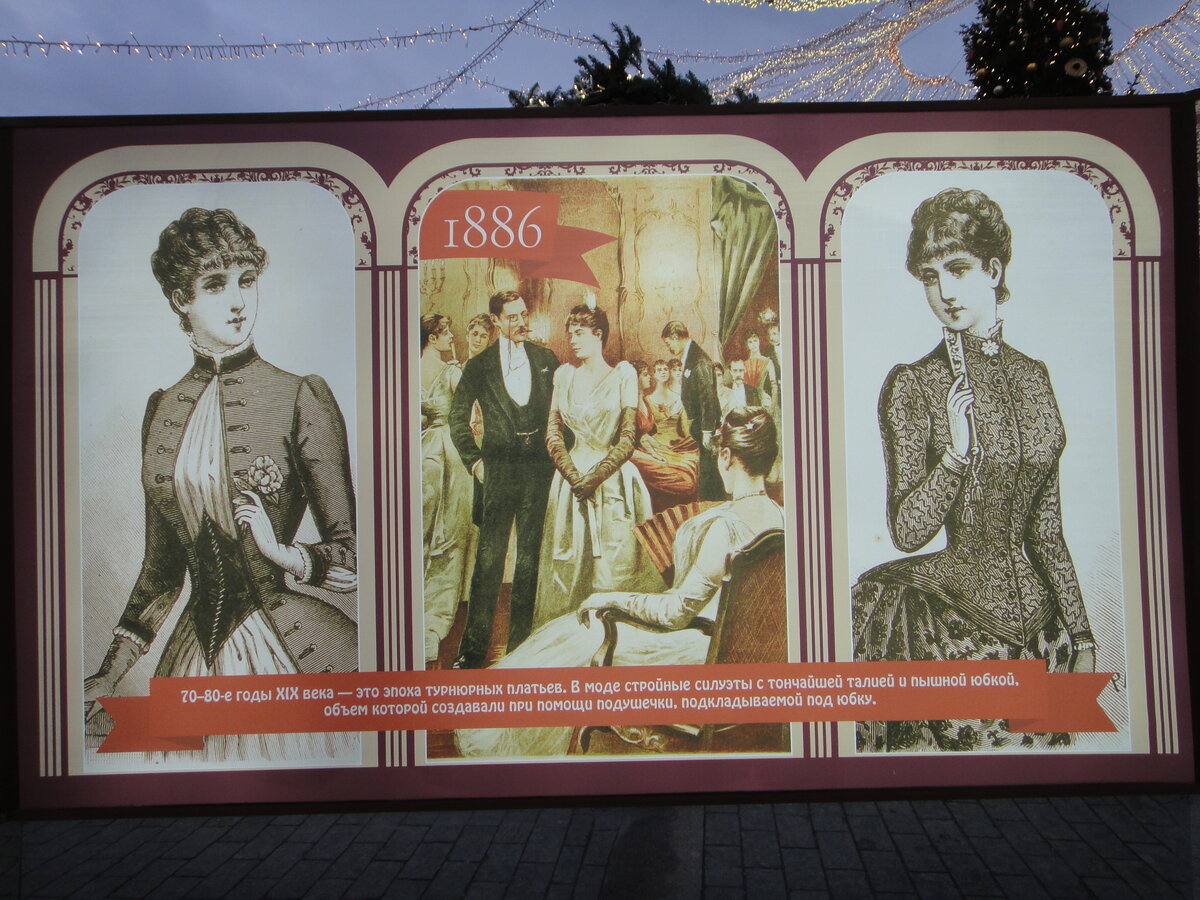 1886
70–80-е годы XIX века — это эпоха турнюрных платьев. В моде стройные силуэты с тончайшей талией и пышной юбкой,
объем которой создавали при помощи подушечки, подкладываемой под юбку.